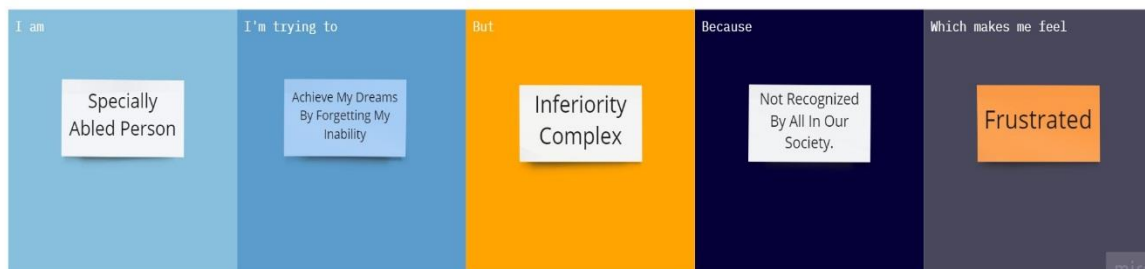 I am
Specially
Abled Person
I'm trying to
Achieve My Dreams
By Forgetting My
Inability
But
Inferiority
Complex
Because
Not Recognized
By All In Our
Society.
Which makes me feel
Frustrated